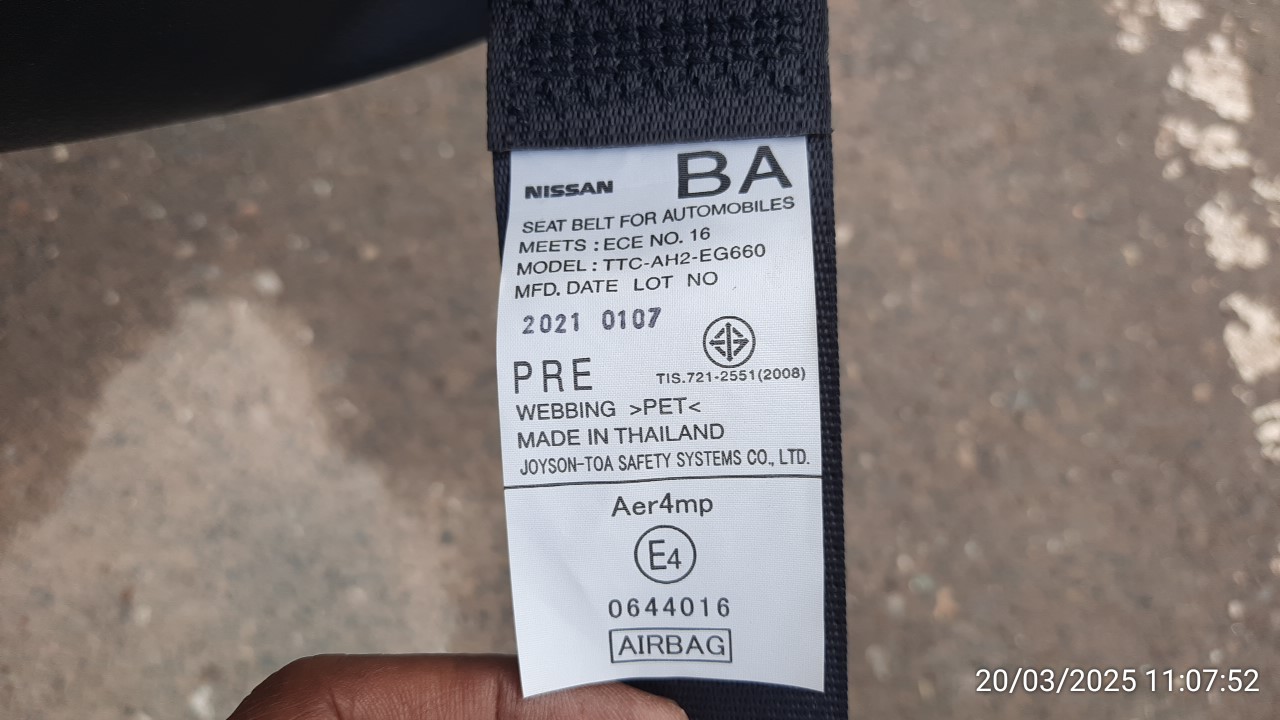 NISSAN BA
SEAT BELT FOR AUTOMOBILES
MEETS : ECE NO. 16
MODEL : TTC-AH2-EG660
MFD. DATE LOT NO
2021 0107
PRE
TIS.721-2551(2008)
WEBBING >PET<
MADE IN THAILAND
JOYSON-TOA SAFETY SYSTEMS CO., LTD.
Aer4mp
E4
0644016
AIRBAG
20/03/2025 11:07:52